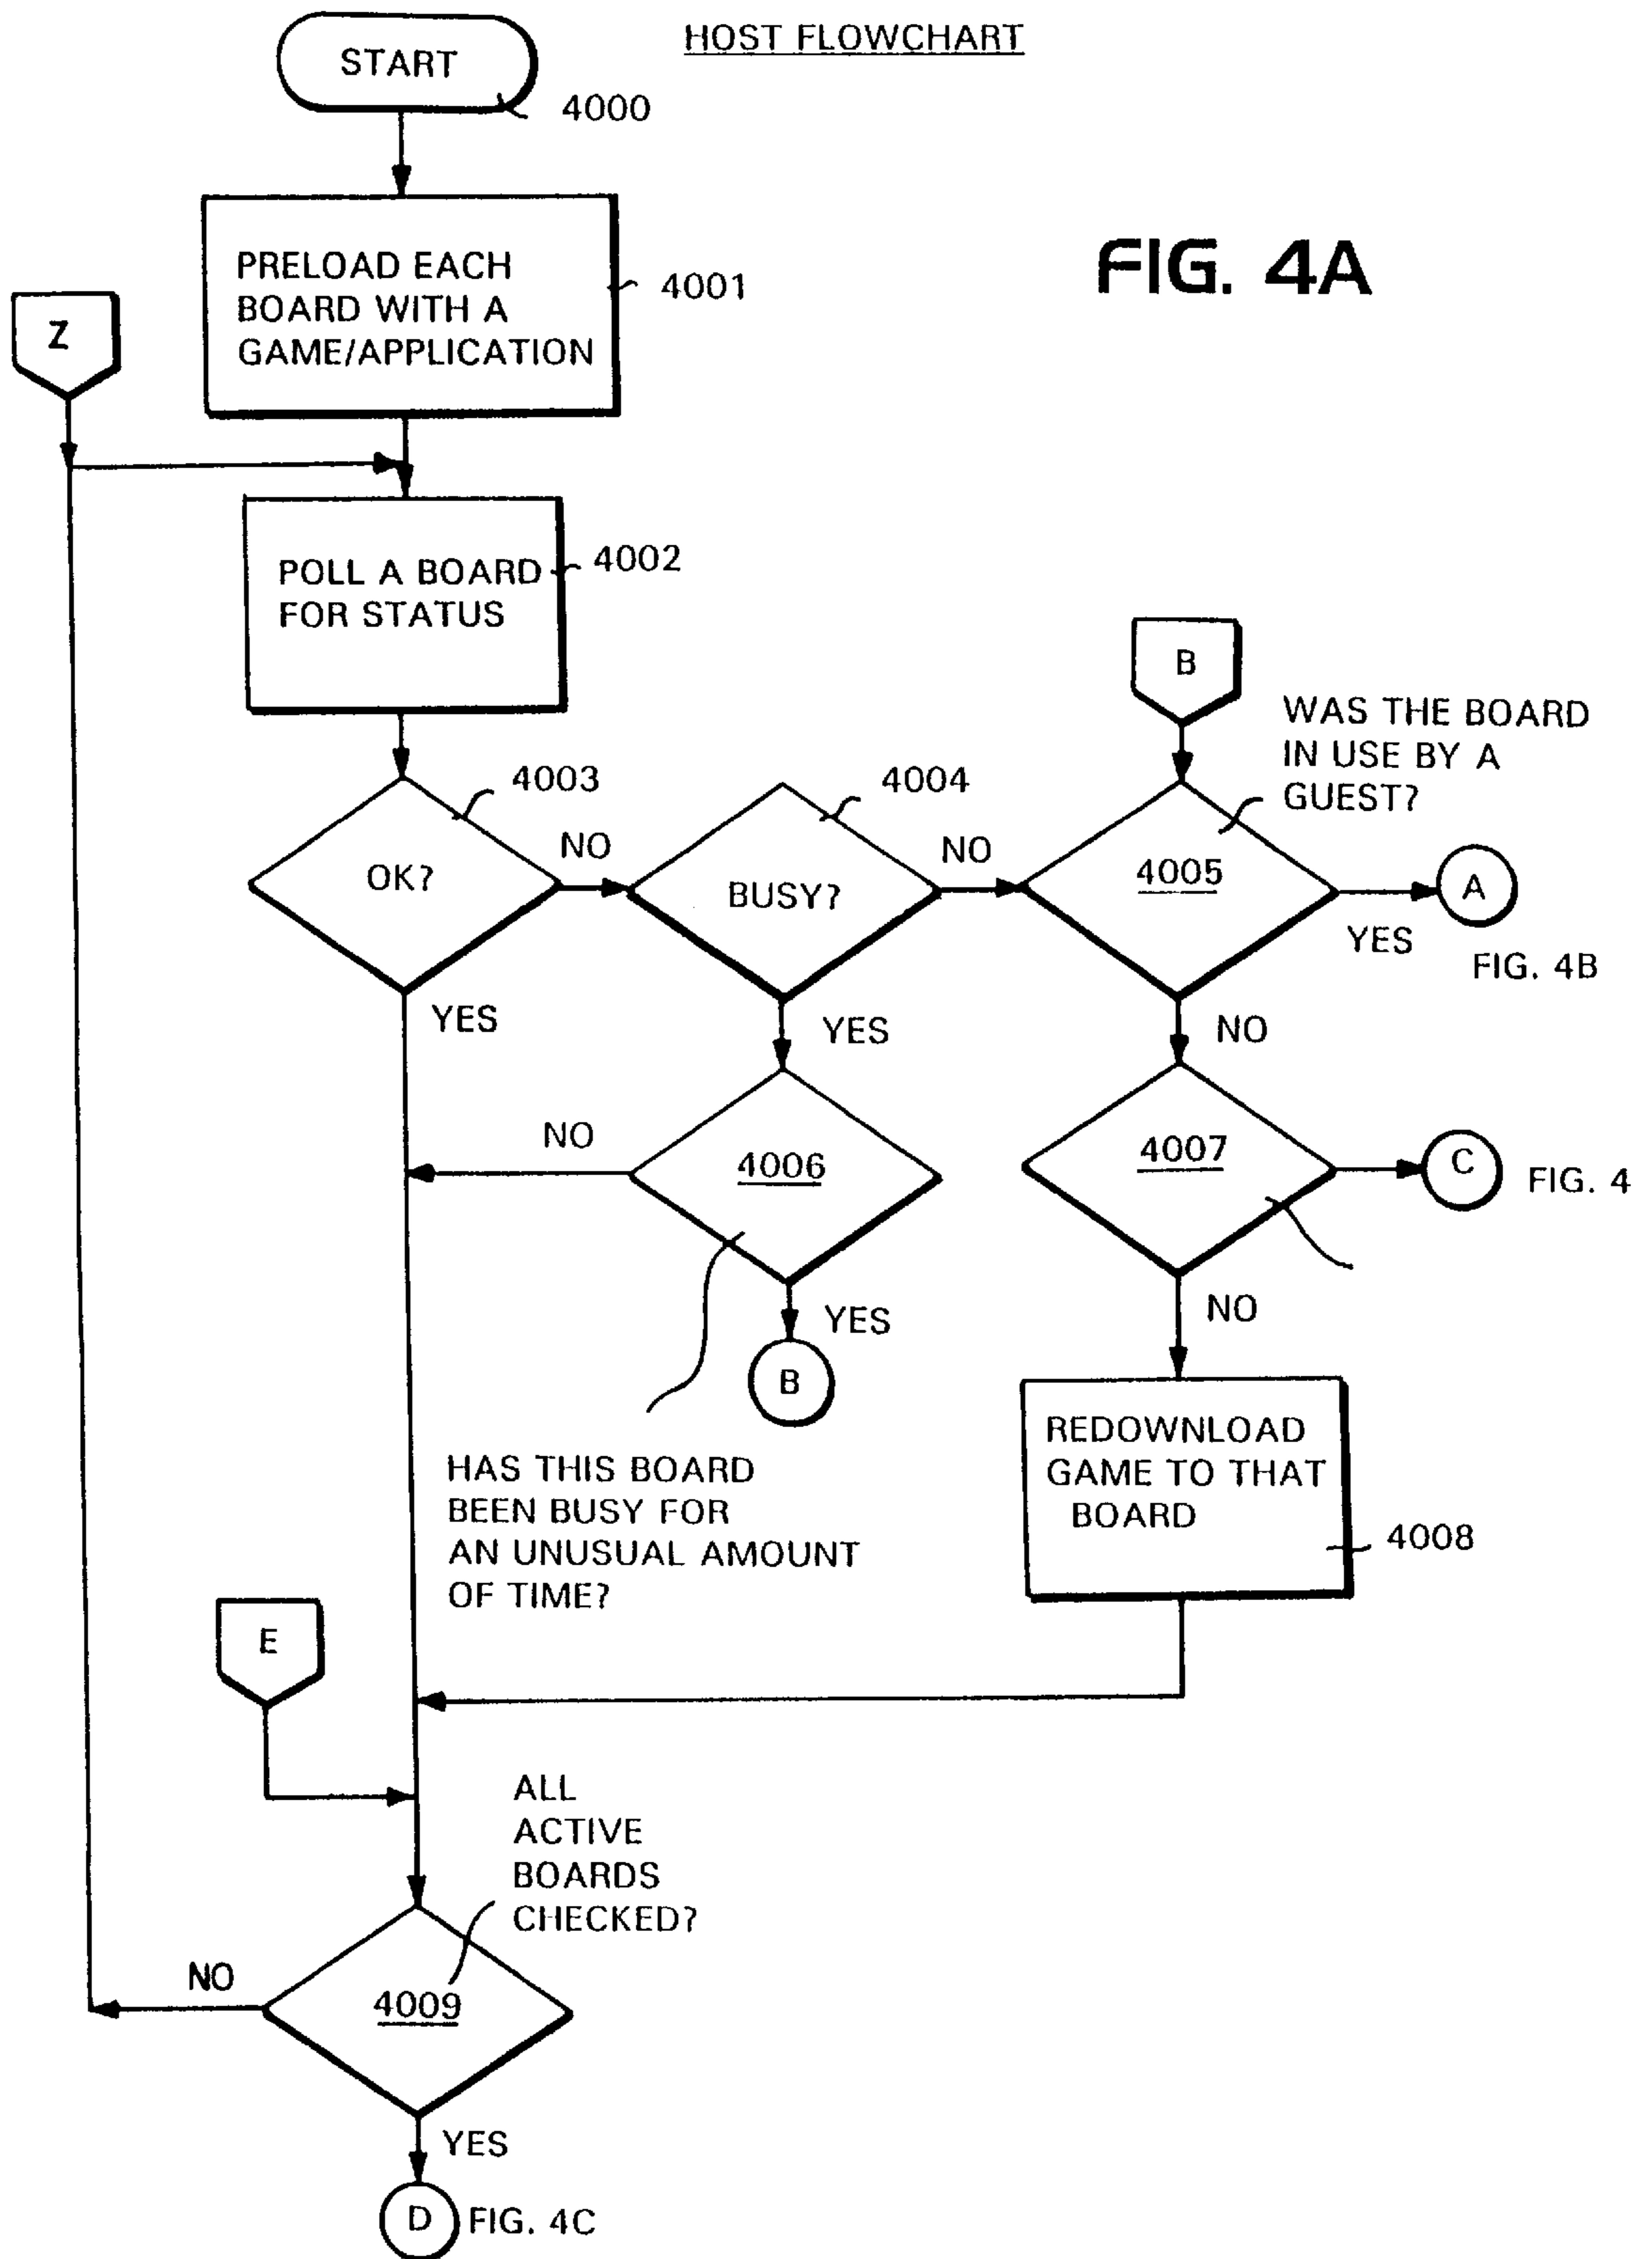 HOST FLOWCHART
START
4000
FIG. 4A
PRELOAD EACH
BOARD WITH A
GAME/APPLICATION
4001
Z
POLL A BOARD
FOR STATUS
4002
B
WAS THE BOARD
IN USE BY A
GUEST?
4003
OK?
NO
YES
4004
BUSY?
NO
YES
4005
YES
A
FIG. 4B
NO
4006
NO
YES
B
HAS THIS BOARD
BEEN BUSY FOR
AN UNUSUAL AMOUNT
OF TIME?
4007
C
FIG. 4
NO
REDOWNLOAD
GAME TO THAT
BOARD
4008
E
ALL
ACTIVE
BOARDS
CHECKED?
4009
NO
YES
D
FIG. 4C